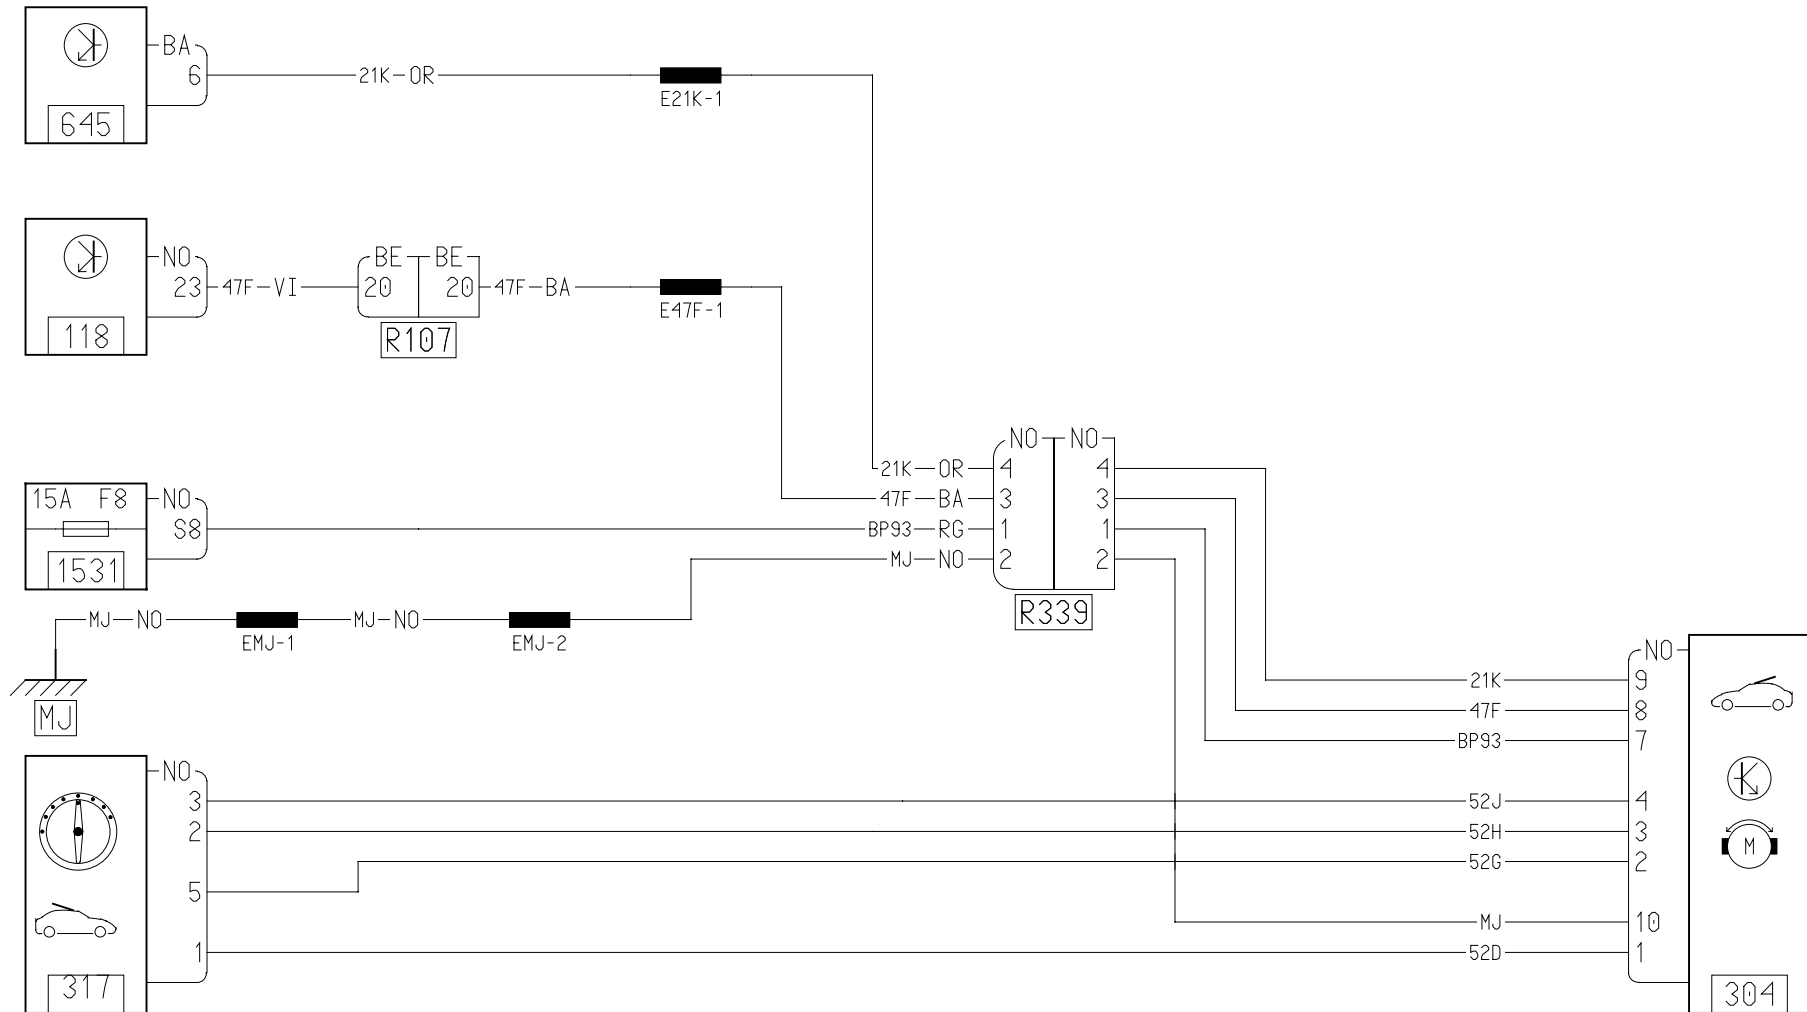 BA
6
21K-OR
E21K-1
645
NO
23
47F-VI
BE
BE
20
20
47F-BA
E47F-1
118
R107
NO
NO
21K-OR
4
4
15A F8
NO
47F-BA
3
3
S8
BP93-RG
1
1
MJ-NO
2
2
1531
R339
MJ-NO
EMJ-1
MJ-NO
EMJ-2
MJ
NO
21K
9
47F
8
BP93
7
NO
3
52J
4
2
52H
3
M
52G
2
5
MJ
10
1
52D
1
317
304